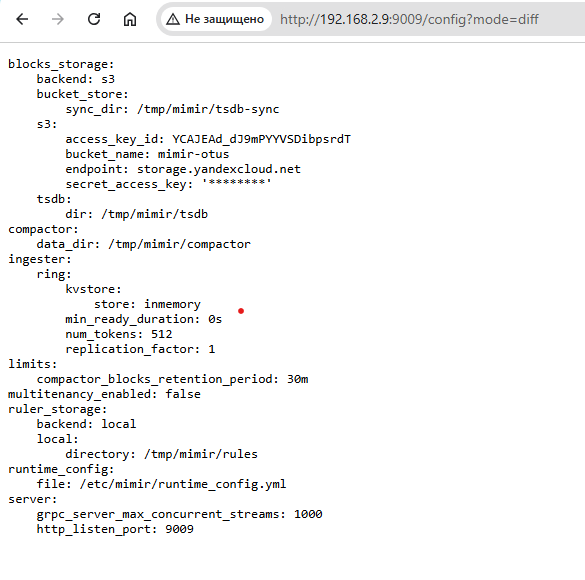 Не защищено
http://192.168.2.9:9009/config?mode=diff
blocks_storage:
    backend: s3
    bucket_store:
        sync_dir: /tmp/mimir/tsdb-sync
    s3:
        access_key_id: YCAJEAd_dJ9mPYYVSDibpsrdT
        bucket_name: mimir-otus
        endpoint: storage.yandexcloud.net
        secret_access_key: '********'
    tsdb:
        dir: /tmp/mimir/tsdb
compactor:
    data_dir: /tmp/mimir/compactor
ingester:
    ring:
        kvstore:
            store: inmemory
        min_ready_duration: 0s
        num_tokens: 512
        replication_factor: 1
limits:
    compactor_blocks_retention_period: 30m
multitenancy_enabled: false
ruler_storage:
    backend: local
    local:
        directory: /tmp/mimir/rules
runtime_config:
    file: /etc/mimir/runtime_config.yml
server:
    grpc_server_max_concurrent_streams: 1000
    http_listen_port: 9009